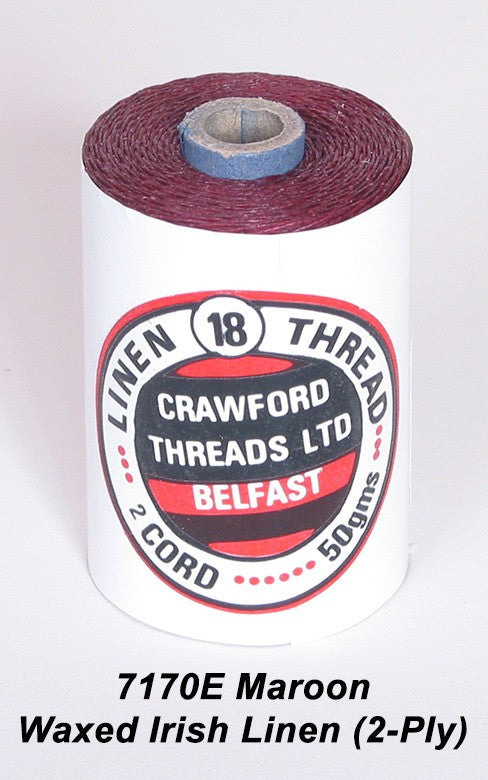 LINEN 18 THREAD
CRAWFORD
THREADS LTD
BELFAST
2 CORD 50gms
7170E Maroon
Waxed Irish Linen (2-Ply)